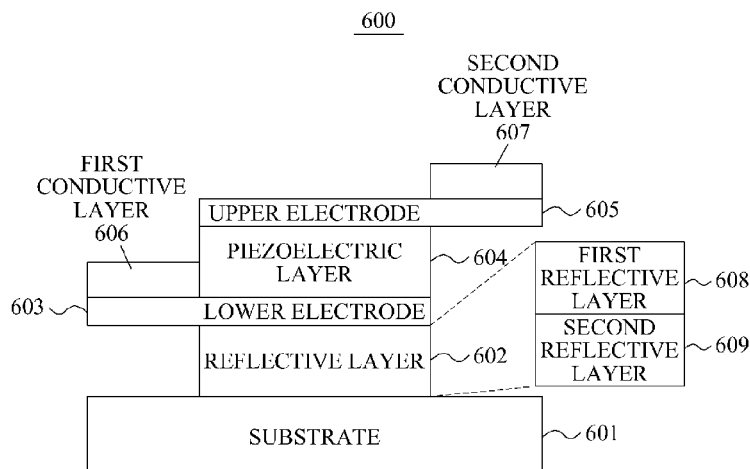 600
SECOND
CONDUCTIVE
LAYER
607
FIRST
CONDUCTIVE
LAYER
606
UPPER ELECTRODE
605
PIEZOELECTRIC
LAYER
604
603
LOWER ELECTRODE
FIRST
REFLECTIVE
LAYER
608
SECOND
REFLECTIVE
LAYER
609
REFLECTIVE LAYER
602
SUBSTRATE
601